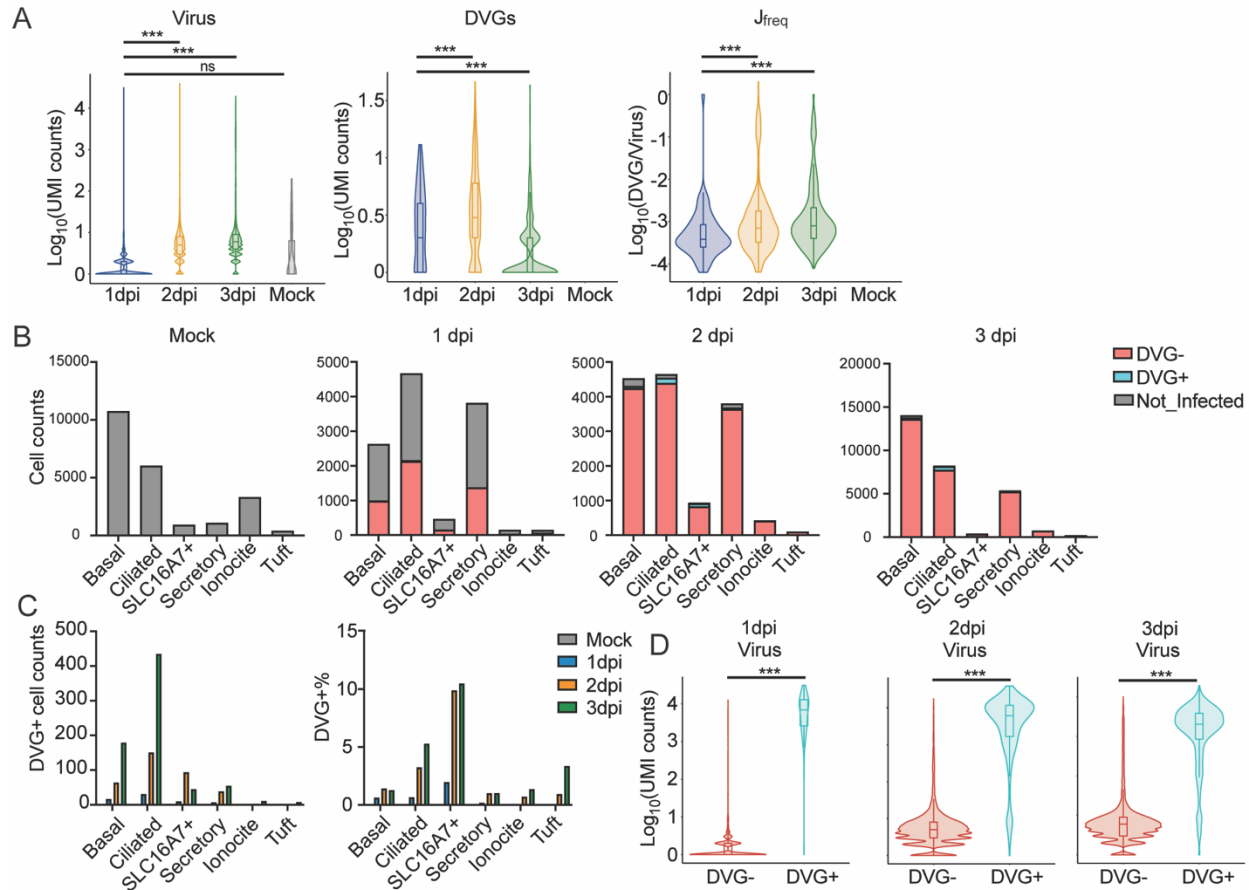 A
Virus
***
***
ns
Log10(UMI counts)
4
3
2
1
0
1dpi 2dpi 3dpi Mock
DVGs
***
***
Log10(UMI counts)
1.5
1
0.5
0
1dpi 2dpi 3dpi Mock
Jfreq
***
***
Log10(DVG/Virus)
0
-1
-2
-3
-4
1dpi 2dpi 3dpi Mock
B
Mock
Cell counts
15000
10000
5000
0
Basal
Ciliated
SLC16A7+
Secretory
Ionocite
Tuft
1 dpi
5000
4000
3000
2000
1000
0
Basal
Ciliated
SLC16A7+
Secretory
Ionocite
Tuft
2 dpi
5000
4000
3000
2000
1000
0
Basal
Ciliated
SLC16A7+
Secretory
Ionocite
Tuft
3 dpi
20000
15000
10000
5000
0
Basal
Ciliated
SLC16A7+
Secretory
Ionocite
Tuft
DVG-
DVG+
Not_Infected
C
DVG+ cell counts
500
400
300
200
100
0
Basal
Ciliated
SLC16A7+
Secretory
Ionocite
Tuft
DVG+%
15
10
5
0
Basal
Ciliated
SLC16A7+
Secretory
Ionocite
Tuft
Mock
1dpi
2dpi
3dpi
D
1dpi
Virus
***
Log10(UMI counts)
4
3
2
1
0
DVG- DVG+
2dpi
Virus
***
DVG- DVG+
3dpi
Virus
***
DVG- DVG+